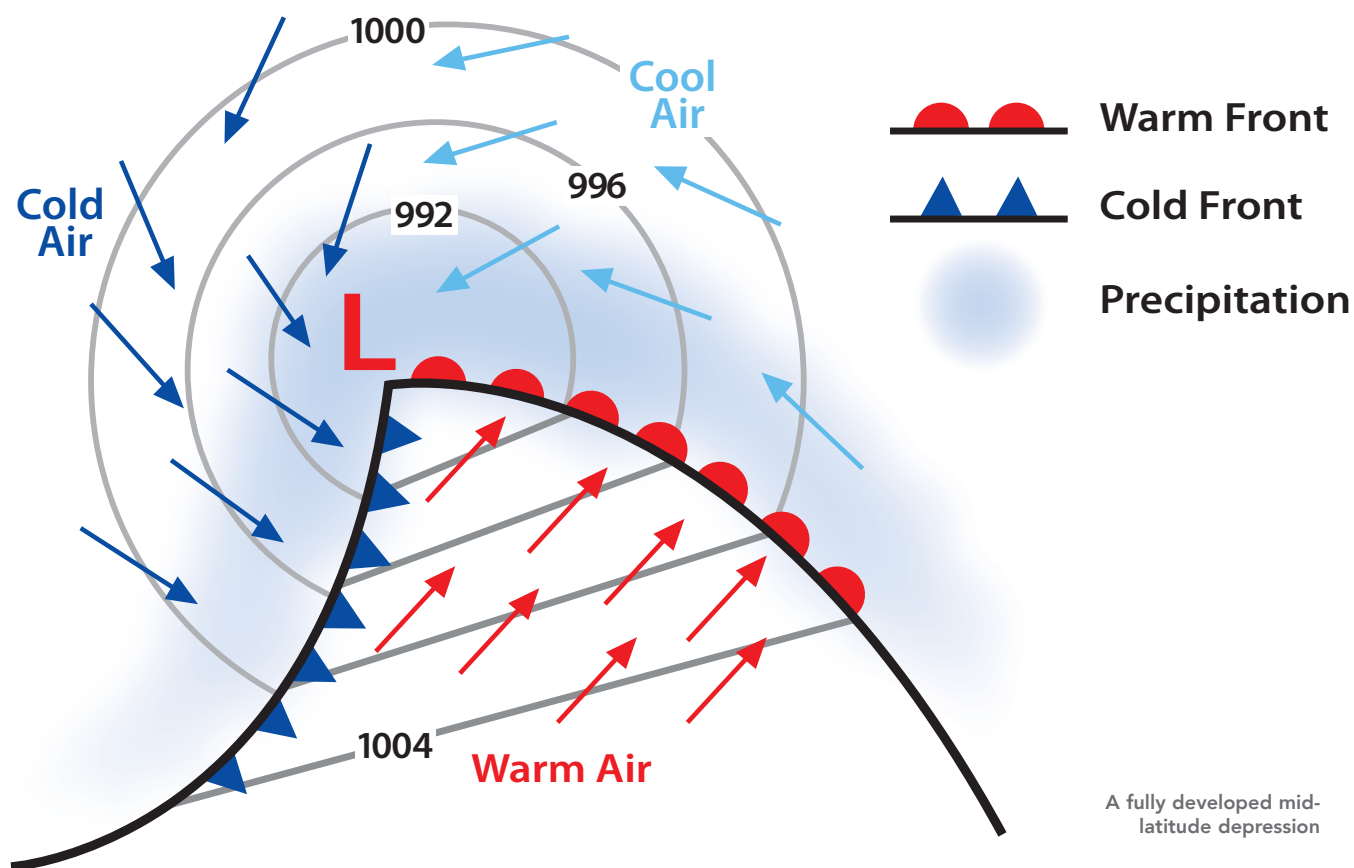 1000
Cool
Air
996
992
Cold
Air
L
1004
Warm Air
Warm Front
Cold Front
Precipitation
A fully developed mid-
latitude depression